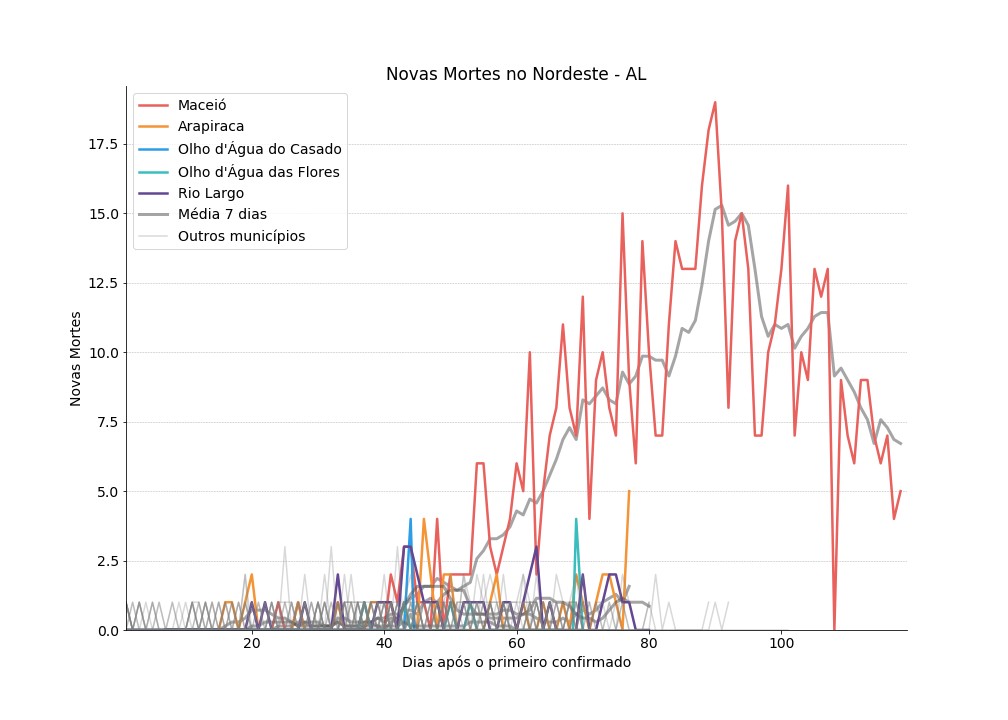 Novas Mortes no Nordeste - AL
Maceió
Arapiraca
Olho d'Água do Casado
Olho d'Água das Flores
Rio Largo
Média 7 dias
Outros municípios
17.5
15.0
12.5
10.0
7.5
5.0
2.5
0.0
Novas Mortes
20 40 60 80 100
Dias após o primeiro confirmado